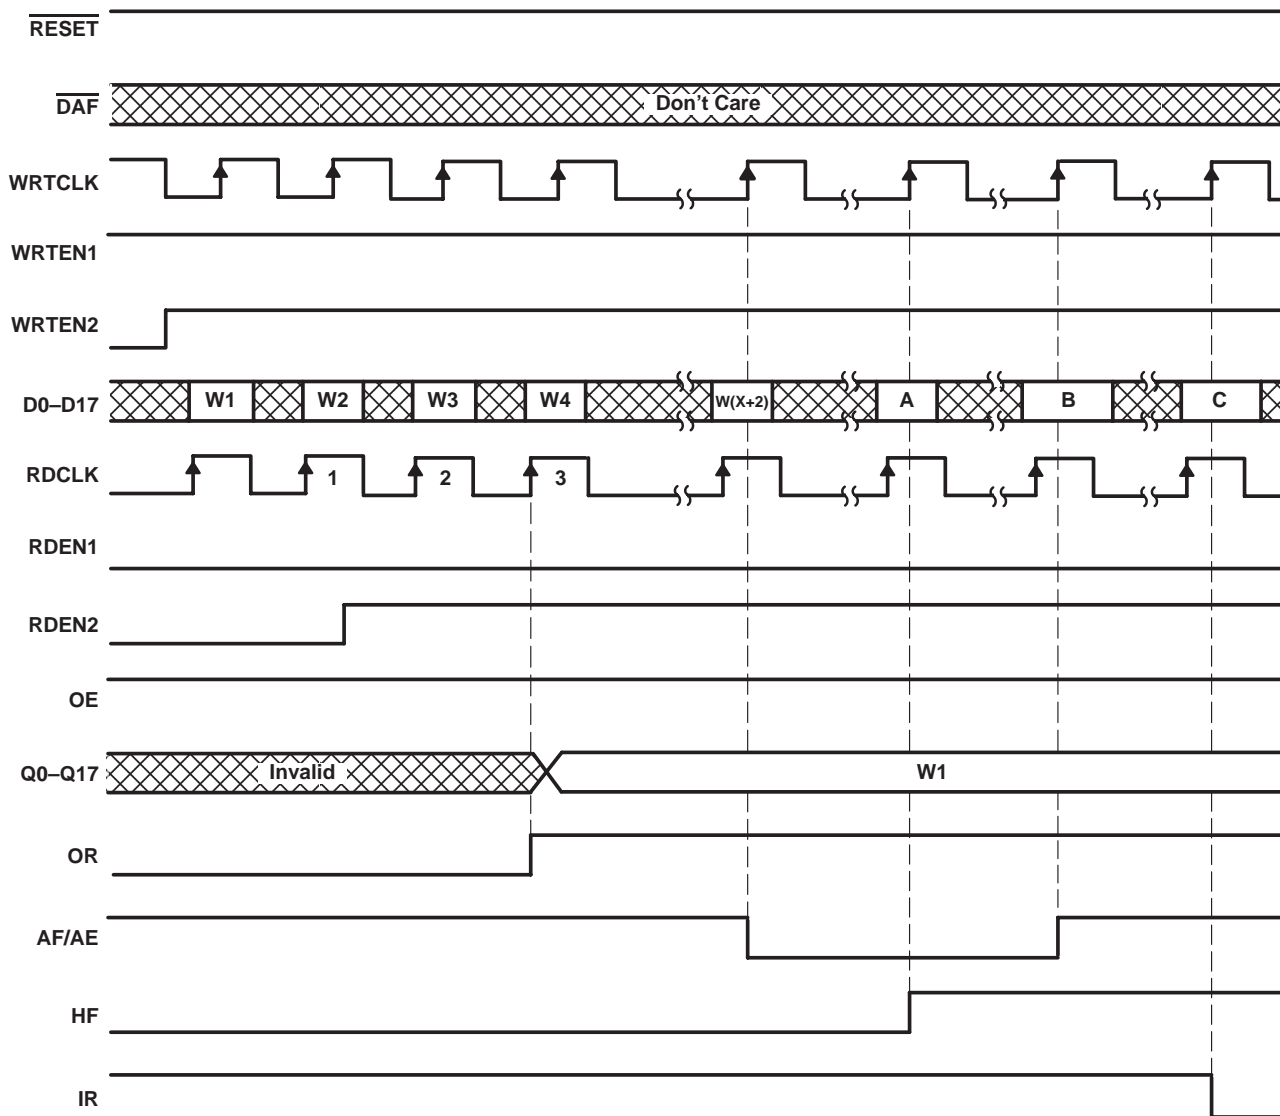 RESET
DAF
Don't Care
WRTCLK
WRTEN1
WRTEN2
D0–D17 W1 W2 W3 W4 W(X+2) A B C
RDCLK 1 2 3
RDEN1
RDEN2
OE
Q0–Q17 Invalid W1
OR
AF/AE
HF
IR